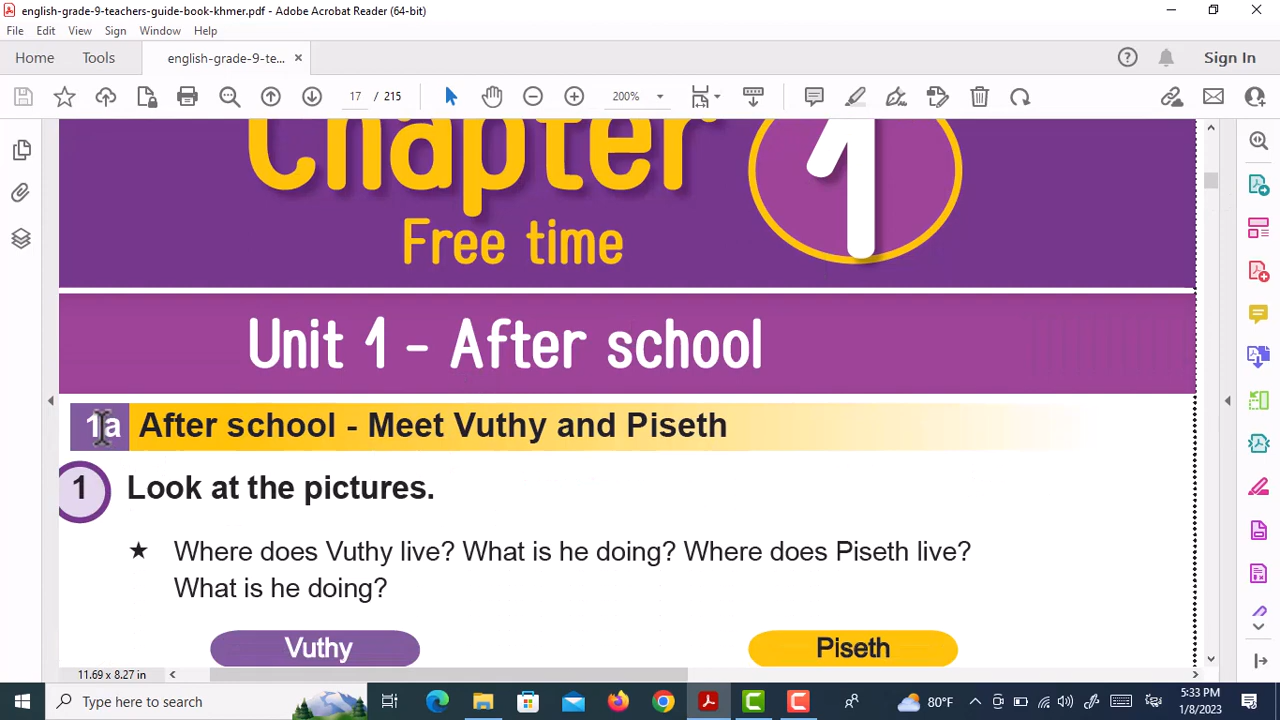 english-grade-9-teachers-guide-book-khmer.pdf - Adobe Acrobat Reader (64-bit)
File Edit View Sign Window Help
Home Tools english-grade-9-te... × Sign In
17 / 215 200%
Chapter 1
Free time
Unit 1 - After school
1a After school - Meet Vuthy and Piseth
1 Look at the pictures.
★ Where does Vuthy live? What is he doing? Where does Piseth live?
What is he doing?
Vuthy Piseth
11.69 x 8.27 in
Type here to search 80°F 5:33 PM
1/8/2023